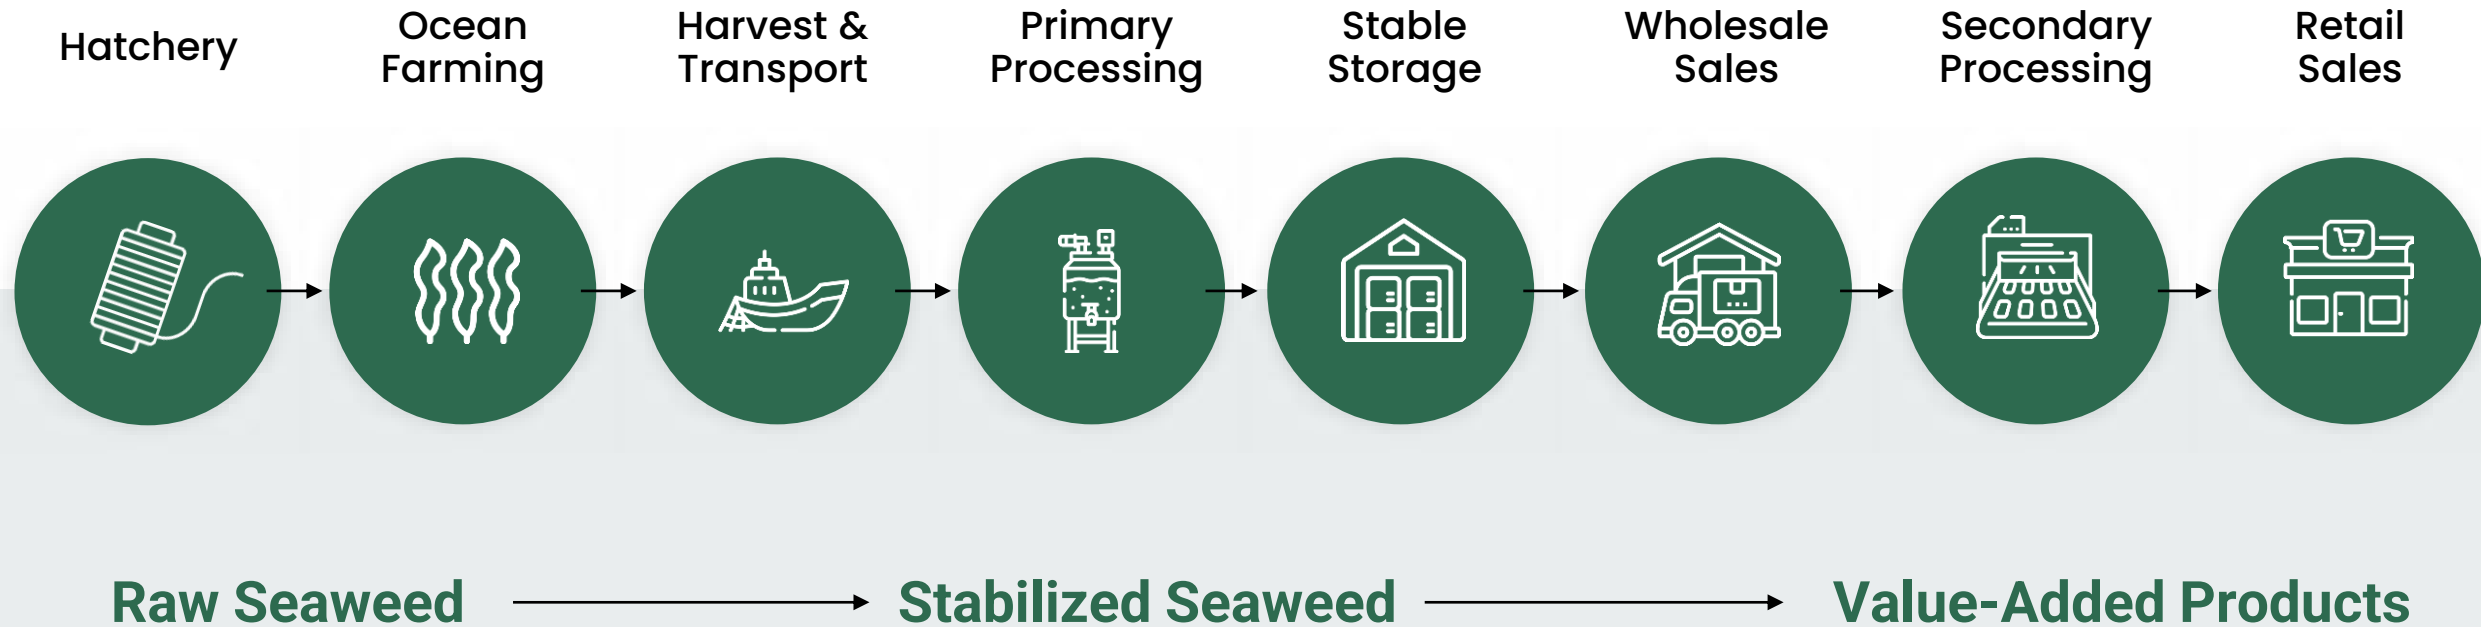 Hatchery
Ocean
Farming
Harvest &
Transport
Primary
Processing
Stable
Storage
Wholesale
Sales
Secondary
Processing
Retail
Sales
Raw Seaweed
Stabilized Seaweed
Value-Added Products